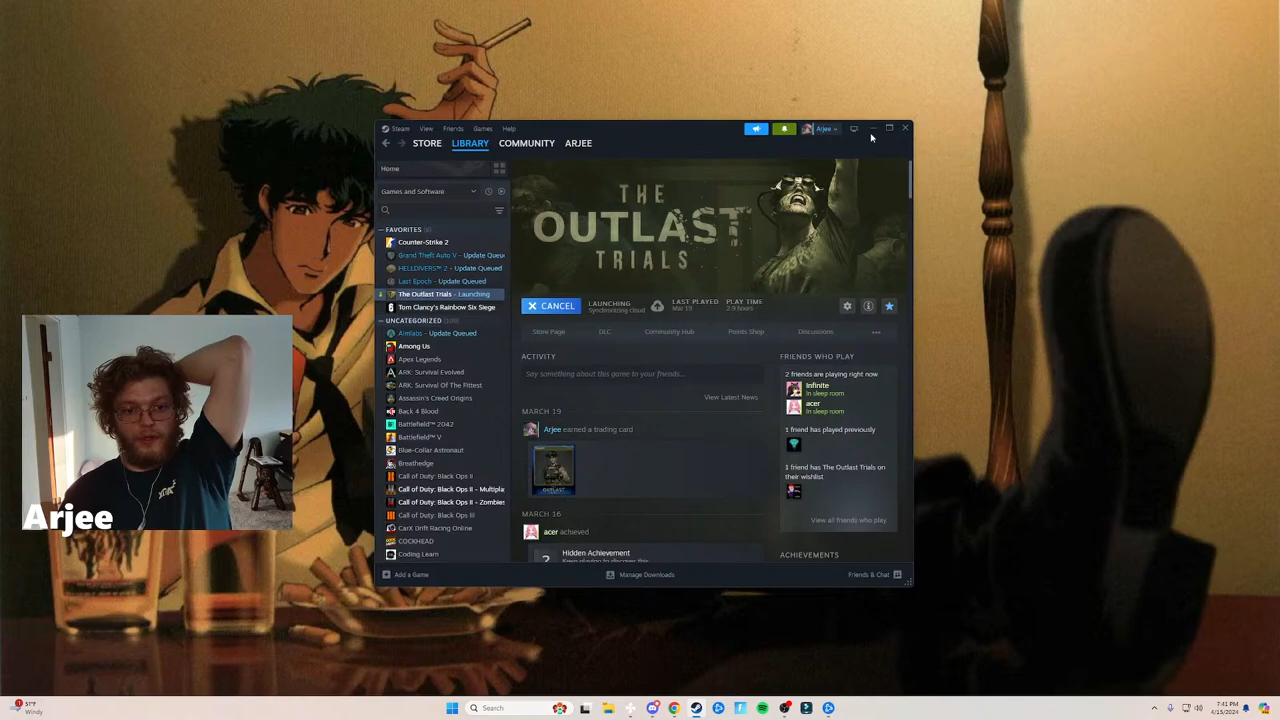 Steam View Friends Games Help
Arjee
STORE LIBRARY COMMUNITY ARJEE
Home
Games and Software
FAVORITES
Counter-Strike 2
Grand Theft Auto V - Update Queu
HELLDIVERS™ 2 - Update Queued
Last Epoch - Update Queued
The Outlast Trials - Launching
Tom Clancy's Rainbow Six Siege
UNCATEGORIZED
Aimlabs - Update Queued
Among Us
Apex Legends
ARK: Survival Evolved
ARK: Survival Of The Fittest
Assassin's Creed Origins
Back 4 Blood
Battlefield™ 2042
Battlefield™ V
Blue-Collar Astronaut
Breathedge
Call of Duty: Black Ops II
Call of Duty: Black Ops II - Multipla
Call of Duty: Black Ops II - Zombies
Call of Duty: Black Ops III
CarX Drift Racing Online
COCKHEAD
Coding Learn
Add a Game
THE
OUTLAST
TRIALS
CANCEL
LAUNCHING
Synchronizing cloud
LAST PLAYED
Mar 19
PLAY TIME
2.9 hours
Store Page DLC Community Hub Points Shop Discussions
ACTIVITY
Say something about this game to your friends...
View Latest News
MARCH 19
Arjee earned a trading card
OUTLAST
MARCH 16
acer achieved
Hidden Achievement
FRIENDS WHO PLAY
2 friends are playing right now
Infinite
In sleep room
acer
In sleep room
1 friend has played previously
1 friend has The Outlast Trials on
their wishlist
View all friends who play
ACHIEVEMENTS
Manage Downloads
Friends & Chat
Arjee
51°F
Windy
Search
7:41 PM
4/15/2024